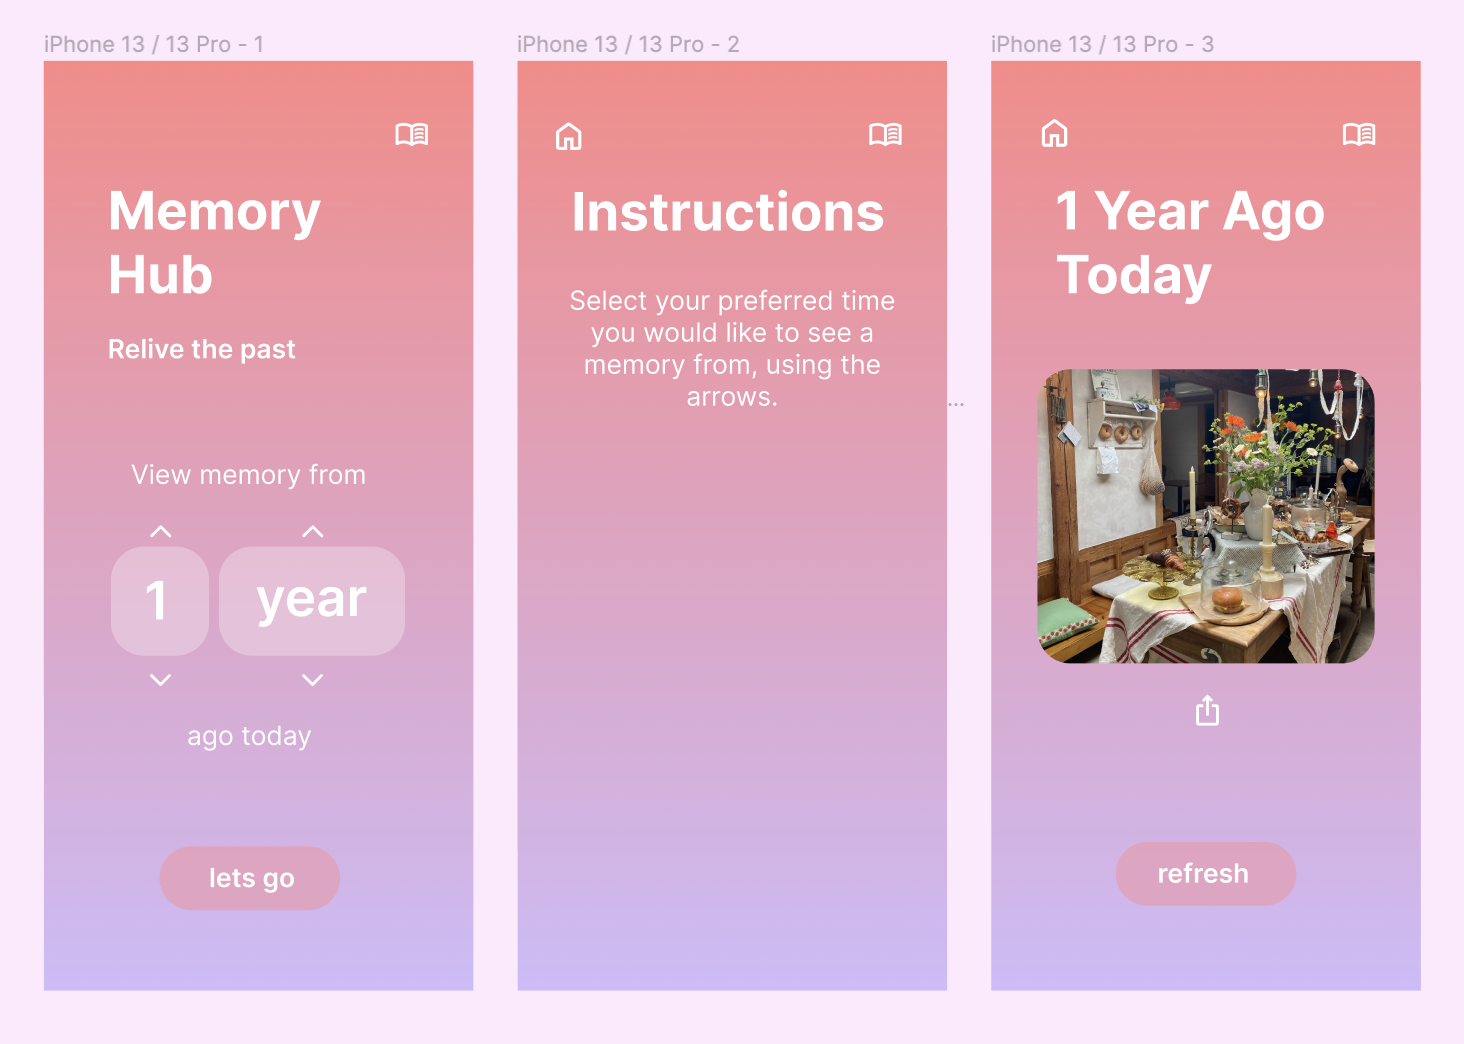 iPhone 13 / 13 Pro - 1
Memory
Hub
Relive the past
View memory from
1 year
ago today
lets go
iPhone 13 / 13 Pro - 2
Instructions
Select your preferred time
you would like to see a
memory from, using the
arrows.
...
iPhone 13 / 13 Pro - 3
1 Year Ago
Today
refresh